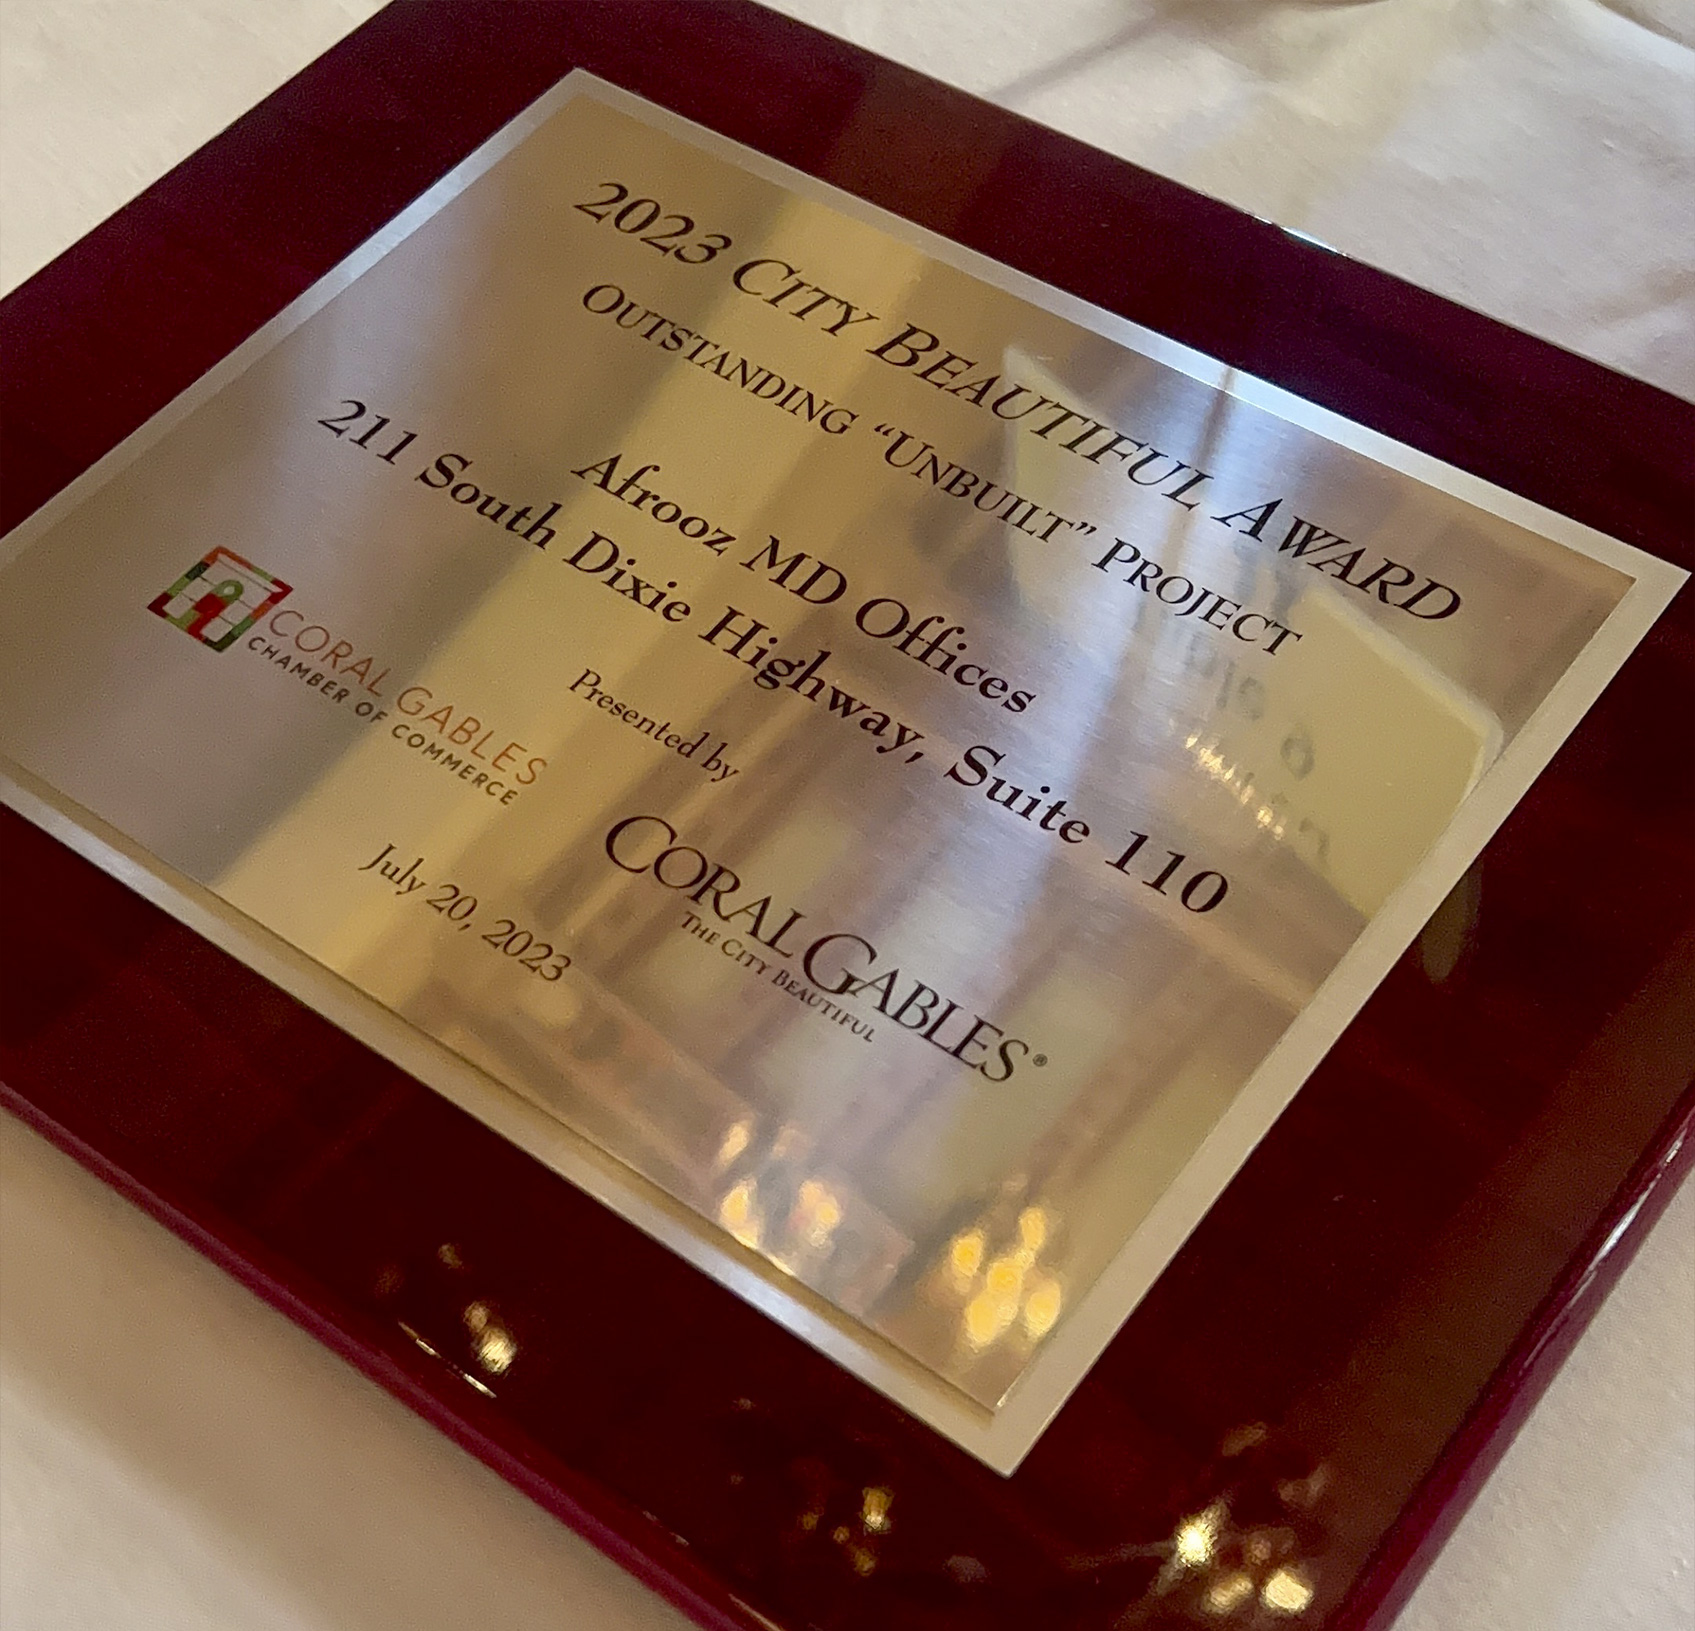 2023 CITY BEAUTIFUL AWARD
OUTSTANDING “UNBUILT” PROJECT
Afrooz MD Offices
211 South Dixie Highway, Suite 110
Presented by
CORAL GABLES
CHAMBER OF COMMERCE
CORAL GABLES®
THE CITY BEAUTIFUL
July 20, 2023